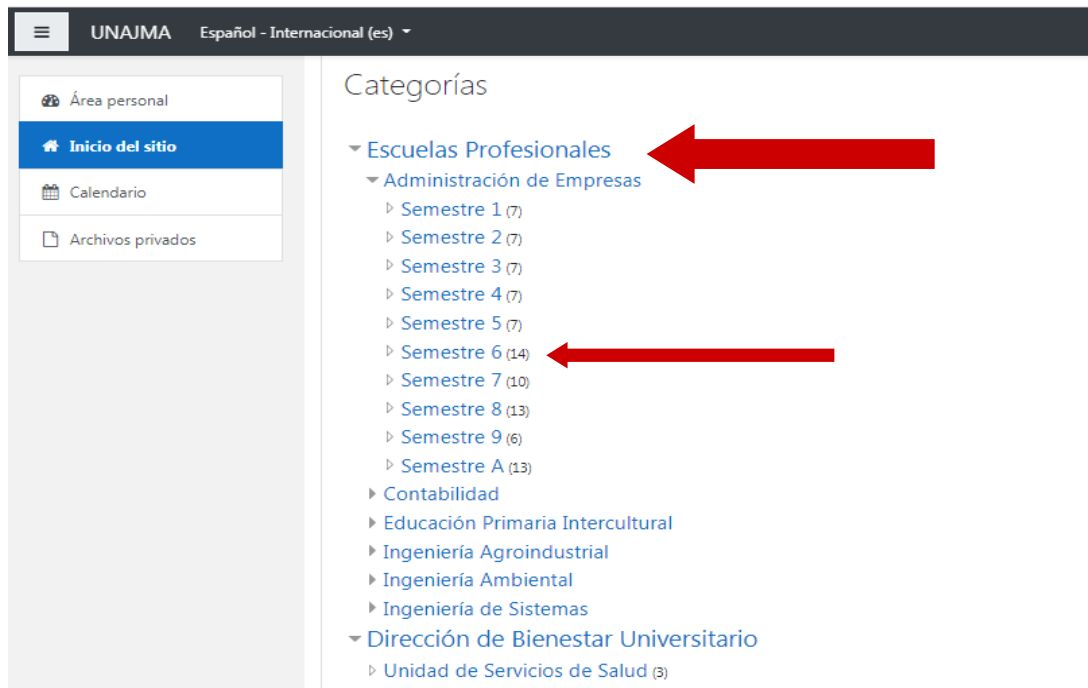 UNAJMA Español - Internacional (es)
Área personal
Inicio del sitio
Calendario
Archivos privados
Categorías
Escuelas Profesionales
Administración de Empresas
Semestre 1 (7)
Semestre 2 (7)
Semestre 3 (7)
Semestre 4 (7)
Semestre 5 (7)
Semestre 6 (14)
Semestre 7 (10)
Semestre 8 (13)
Semestre 9 (6)
Semestre A (13)
Contabilidad
Educación Primaria Intercultural
Ingeniería Agroindustrial
Ingeniería Ambiental
Ingeniería de Sistemas
Dirección de Bienestar Universitario
Unidad de Servicios de Salud (3)